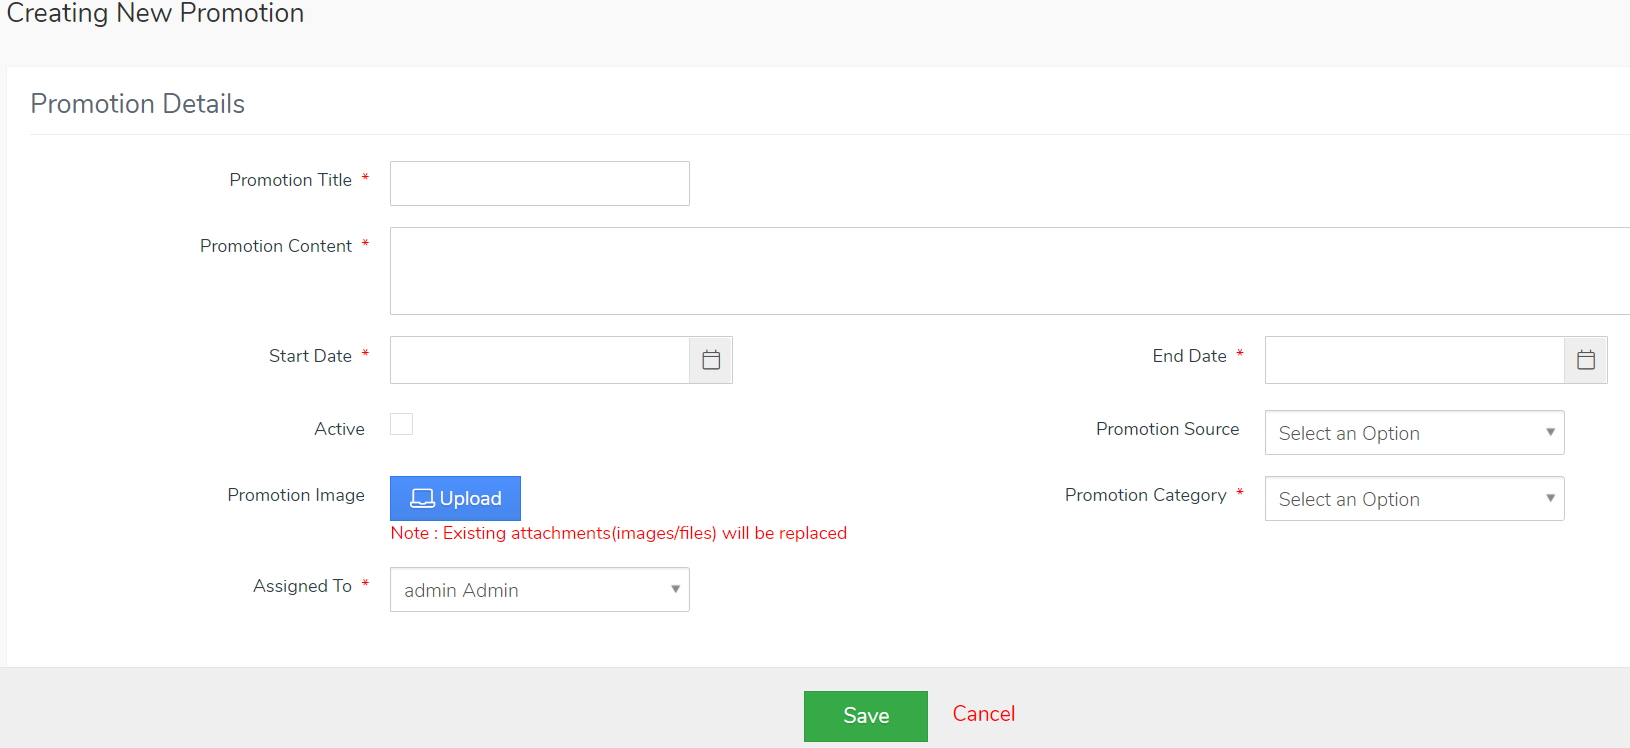 Creating New Promotion
Promotion Details
Promotion Title *
Promotion Content *
Start Date *
End Date *
Active
Promotion Source
Select an Option
Promotion Image
Upload
Promotion Category *
Select an Option
Note : Existing attachments(images/files) will be replaced
Assigned To *
admin Admin
Save
Cancel